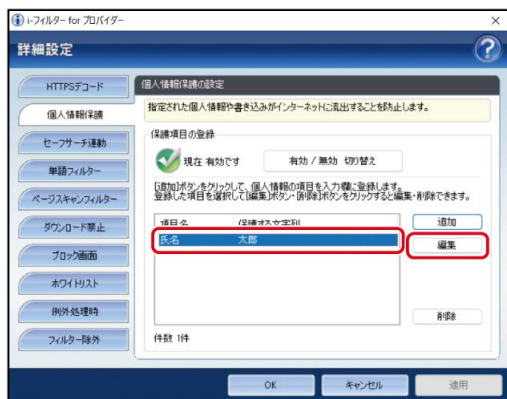 i-フィルター for プロバイダー
詳細設定
HTTPSデコード
個人情報保護
セーフサーチ連動
単語フィルター
ページスキャンフィルター
ダウンロード禁止
ブロック画面
ホワイトリスト
例外処理時
フィルター除外
個人情報保護の設定
指定された個人情報や書き込みがインターネットに流出することを防止します。
保護項目の登録
現在 有効です
有効 / 無効 切り替え
[追加]ボタンをクリックして、個人情報の項目を入力欄に登録します。
登録した項目を選択して[編集]ボタン・[削除]ボタンをクリックすると編集・削除できます。
項目名 保護する文字列
氏名 太郎
追加
編集
削除
件数 1件
OK キャンセル 適用